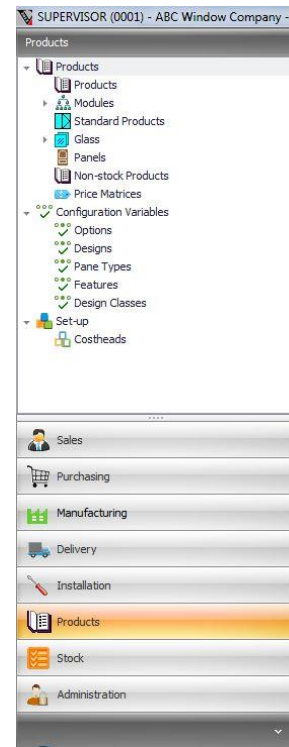 SUPERVISOR (0001) - ABC Window Company -
Products
Products
Products
Modules
Standard Products
Glass
Panels
Non-stock Products
Price Matrices
Configuration Variables
Options
Designs
Pane Types
Features
Design Classes
Set-up
Costheads
Sales
Purchasing
Manufacturing
Delivery
Installation
Products
Stock
Administration